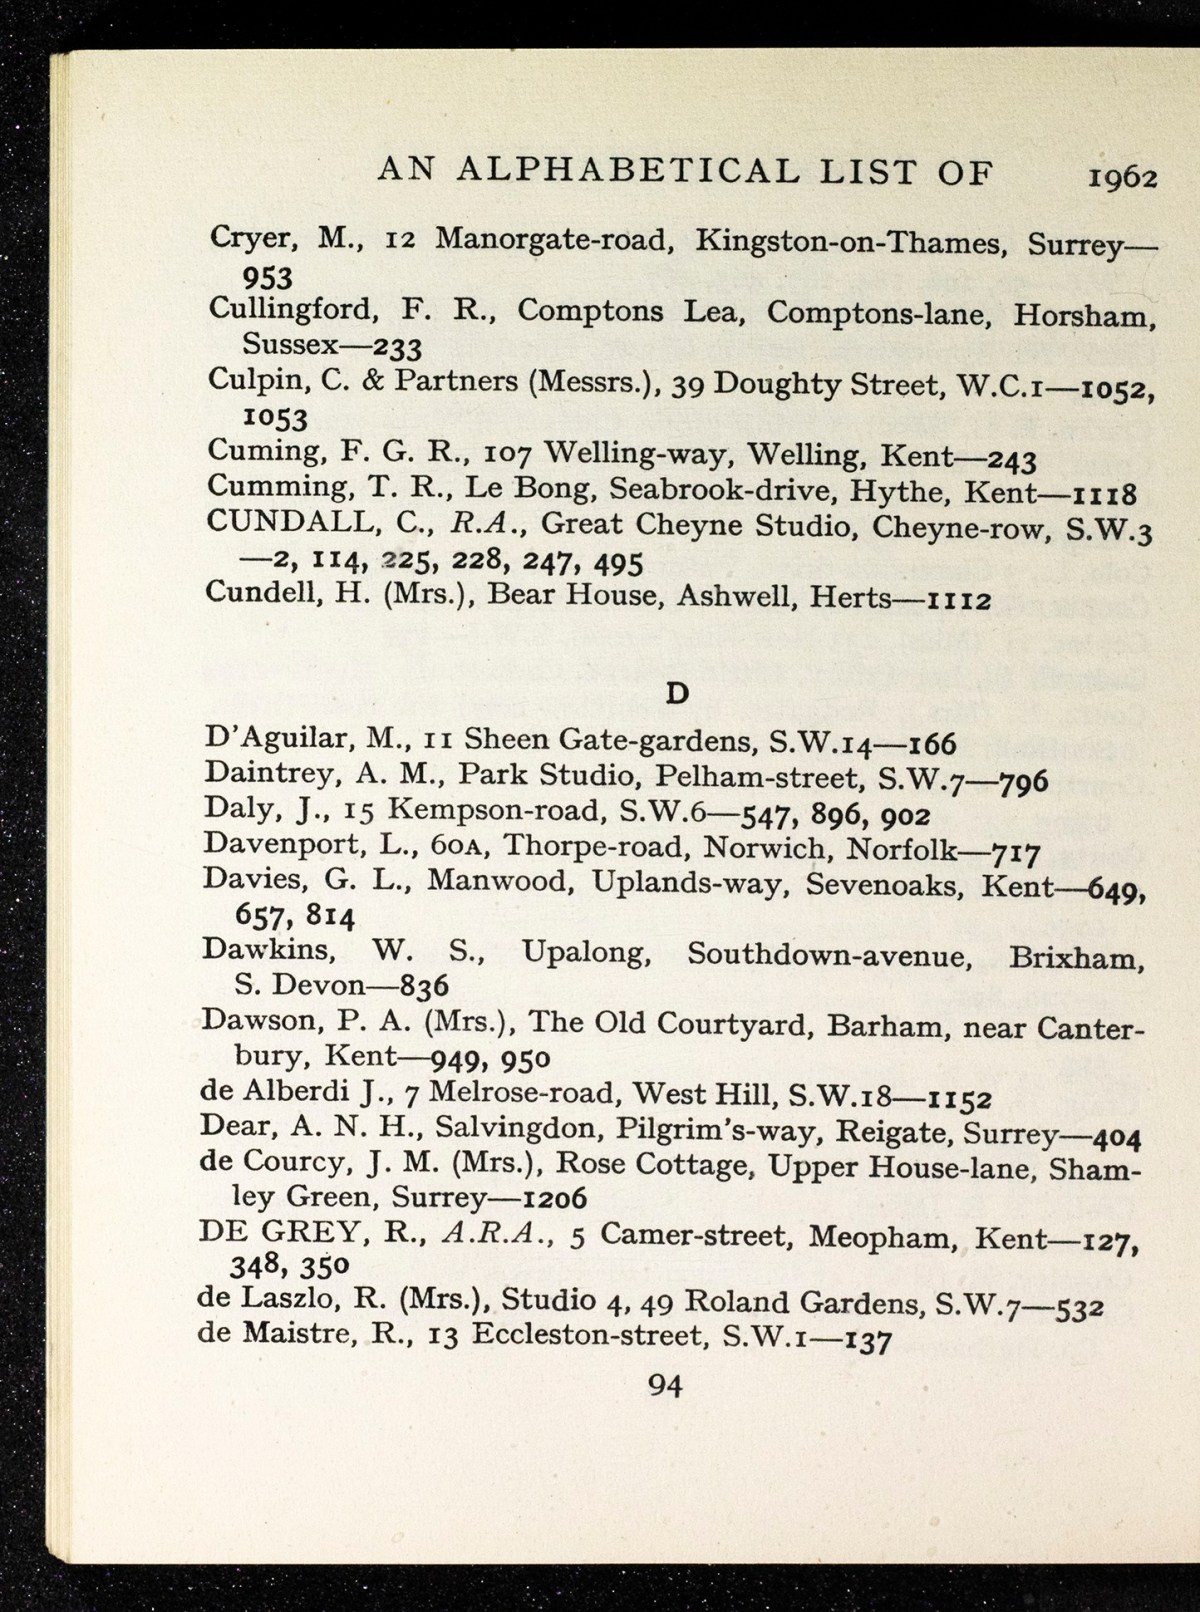 AN ALPHABETICAL LIST OF 1962
Cryer, M., 12 Manorgate-road, Kingston-on-Thames, Surrey—
953
Cullingford, F. R., Comptons Lea, Comptons-lane, Horsham,
Sussex—233
Culpin, C. & Partners (Messrs.), 39 Doughty Street, W.C.1—1052,
1053
Cuming, F. G. R., 107 Welling-way, Welling, Kent—243
Cumming, T. R., Le Bong, Seabrook-drive, Hythe, Kent—1118
CUNDALL, C., R.A., Great Cheyne Studio, Cheyne-row, S.W.3
—2, 114, 225, 228, 247, 495
Cundell, H. (Mrs.), Bear House, Ashwell, Herts—1112
D
D'Aguilar, M., 11 Sheen Gate-gardens, S.W.14—166
Daintrey, A. M., Park Studio, Pelham-street, S.W.7—796
Daly, J., 15 Kempson-road, S.W.6—547, 896, 902
Davenport, L., 60A, Thorpe-road, Norwich, Norfolk—717
Davies, G. L., Manwood, Uplands-way, Sevenoaks, Kent—649,
657, 814
Dawkins, W. S., Upalong, Southdown-avenue, Brixham,
S. Devon—836
Dawson, P. A. (Mrs.), The Old Courtyard, Barham, near Canter-
bury, Kent—949, 950
de Alberdi J., 7 Melrose-road, West Hill, S.W.18—1152
Dear, A. N. H., Salvingdon, Pilgrim's-way, Reigate, Surrey—404
de Courcy, J. M. (Mrs.), Rose Cottage, Upper House-lane, Sham-
ley Green, Surrey—1206
DE GREY, R., A.R.A., 5 Camer-street, Meopham, Kent—127,
348, 350
de Laszlo, R. (Mrs.), Studio 4, 49 Roland Gardens, S.W.7—532
de Maistre, R., 13 Eccleston-street, S.W.1—137
94